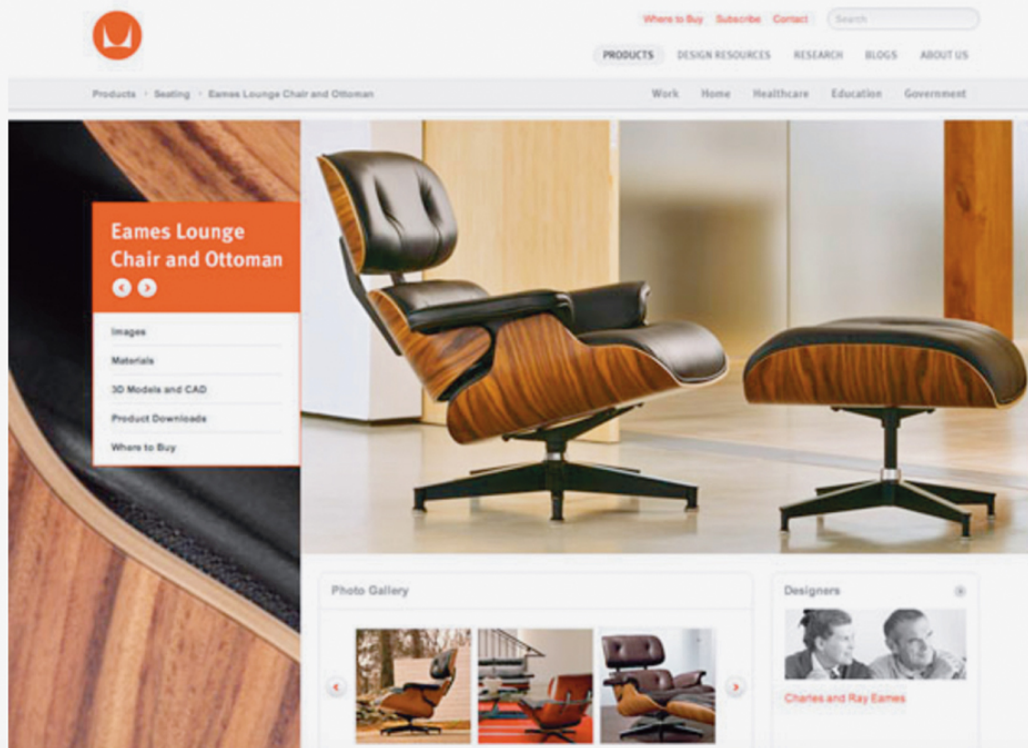 Where to Buy Subscribe Contact Search
PRODUCTS DESIGN RESOURCES RESEARCH BLOGS ABOUT US
Products Seating Eames Lounge Chair and Ottoman
Work Home Healthcare Education Government
Eames Lounge
Chair and Ottoman
Images
Materials
3D Models and CAD
Product Downloads
Where to Buy
Photo Gallery
Designers
Charles and Ray Eames